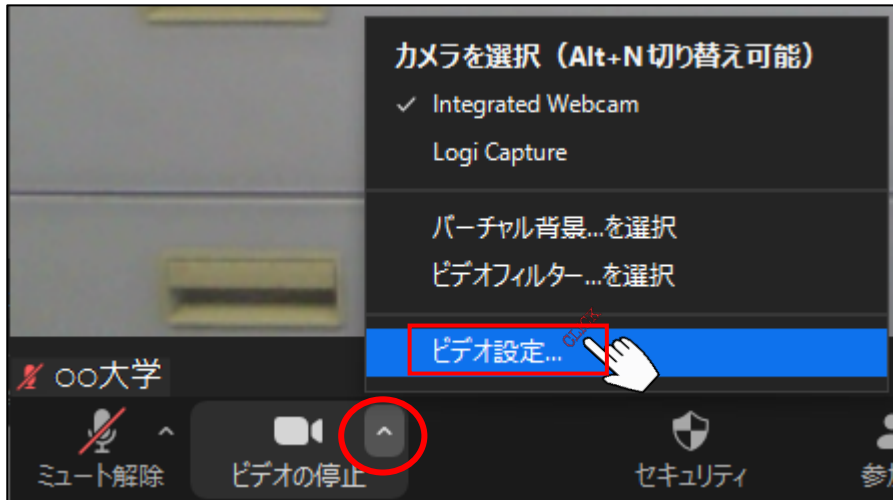 カメラを選択（Alt+N切り替え可能）
Integrated Webcam
Logi Capture
バーチャル背景...を選択
ビデオフィルター...を選択
ビデオ設定...
CLICK
○○大学
ミュート解除
ビデオの停止
セキュリティ
参加